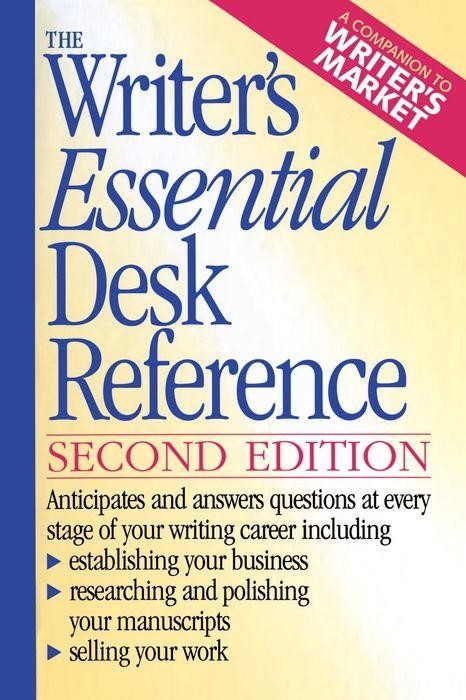 A COMPANION TO
WRITER'S
MARKET
THE
Writer's
Essential
Desk
Reference
SECOND EDITION
Anticipates and answers questions at every
stage of your writing career including
▶ establishing your business
▶ researching and polishing
your manuscripts
▶ selling your work